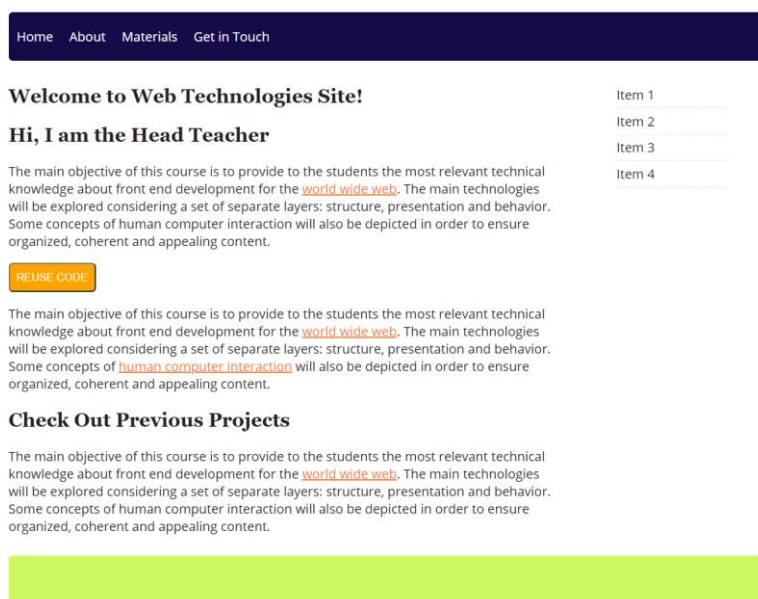 Home About Materials Get in Touch
Welcome to Web Technologies Site!
Hi, I am the Head Teacher
The main objective of this course is to provide to the students the most relevant technical
knowledge about front end development for the world wide web. The main technologies
will be explored considering a set of separate layers: structure, presentation and behavior.
Some concepts of human computer interaction will also be depicted in order to ensure
organized, coherent and appealing content.
REUSE CODE
The main objective of this course is to provide to the students the most relevant technical
knowledge about front end development for the world wide web. The main technologies
will be explored considering a set of separate layers: structure, presentation and behavior.
Some concepts of human computer interaction will also be depicted in order to ensure
organized, coherent and appealing content.
Check Out Previous Projects
The main objective of this course is to provide to the students the most relevant technical
knowledge about front end development for the world wide web. The main technologies
will be explored considering a set of separate layers: structure, presentation and behavior.
Some concepts of human computer interaction will also be depicted in order to ensure
organized, coherent and appealing content.
Item 1
Item 2
Item 3
Item 4